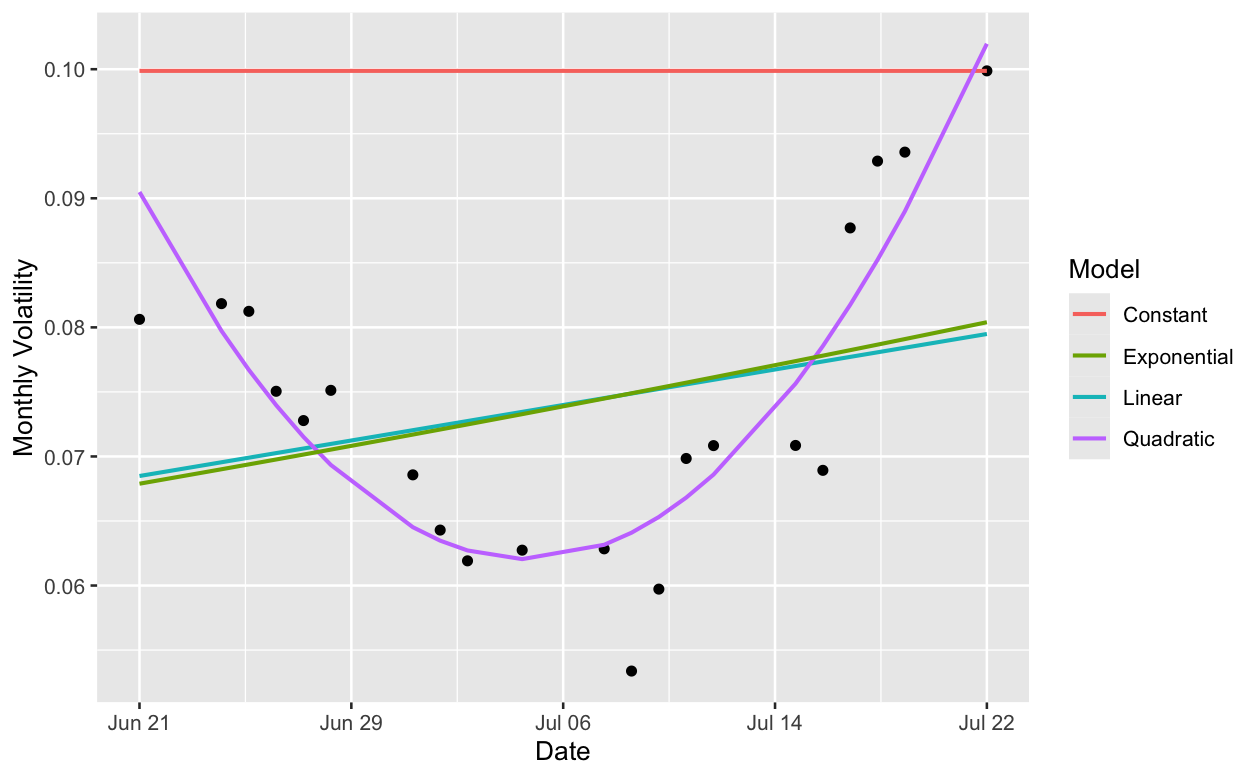 0.10
0.09
0.08
0.07
0.06
Monthly Volatility
Jun 21
Jun 29
Jul 06
Jul 14
Jul 22
Date
Model
Constant
Exponential
Linear
Quadratic